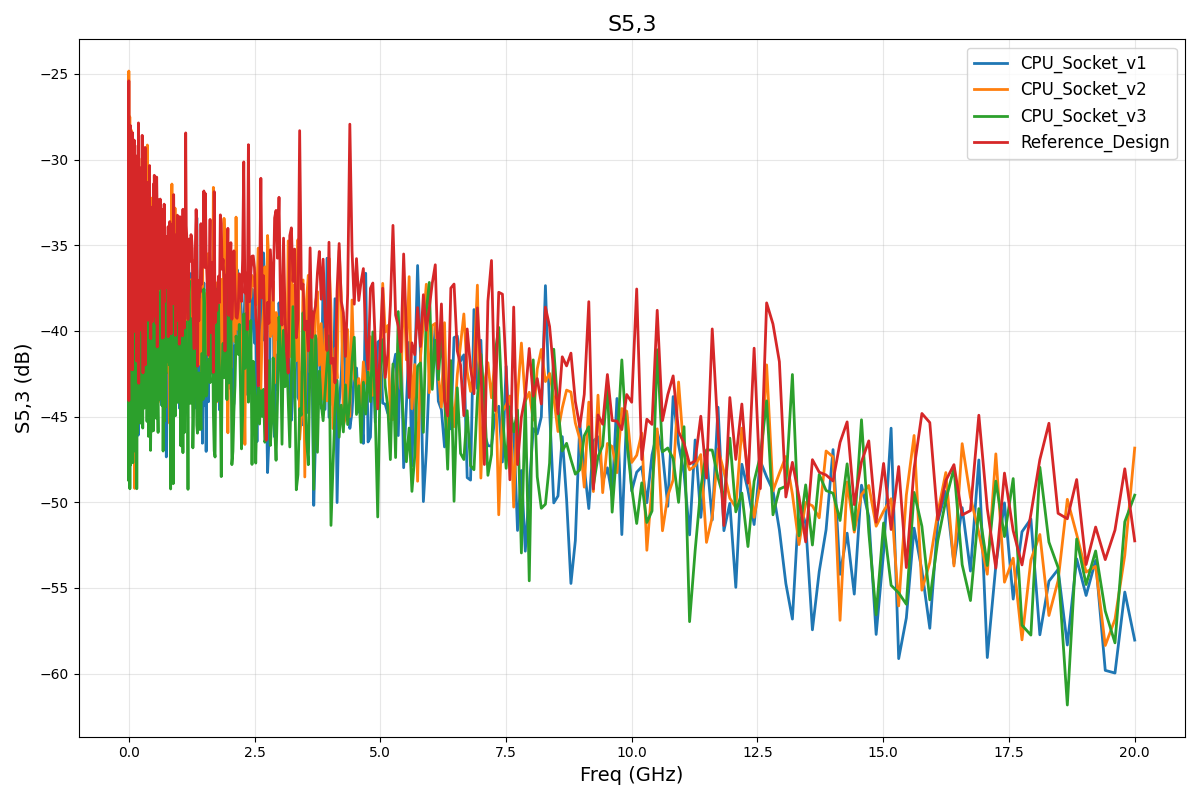 S5,3
CPU_Socket_v1
CPU_Socket_v2
CPU_Socket_v3
Reference_Design
S5,3 (dB)
−25
−30
−35
−40
−45
−50
−55
−60
0.0 2.5 5.0 7.5 10.0 12.5 15.0 17.5 20.0
Freq (GHz)